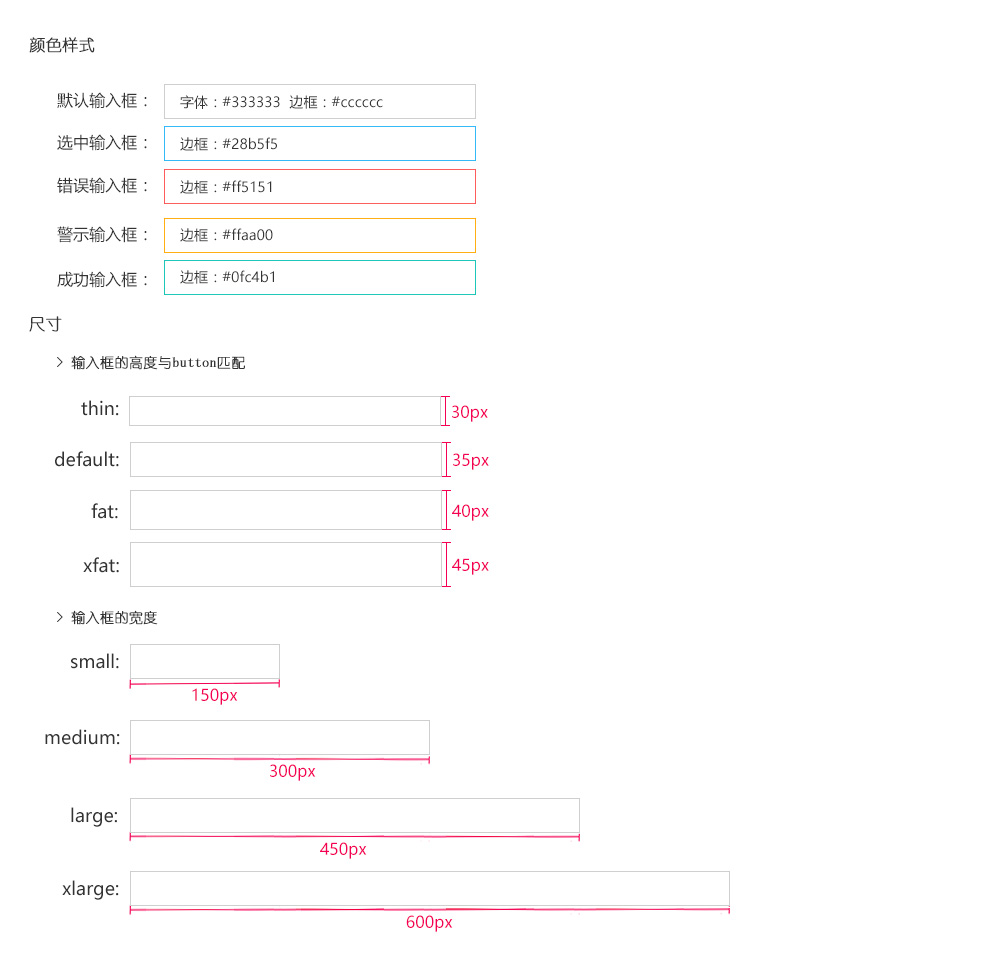 颜色样式
默认输入框： 字体：#333333 边框：#cccccc
选中输入框： 边框：#28b5f5
错误输入框： 边框：#ff5151
警示输入框： 边框：#ffaa00
成功输入框： 边框：#0fc4b1
尺寸
> 输入框的高度与button匹配
thin: 30px
default: 35px
fat: 40px
xfat: 45px
> 输入框的宽度
small:
150px
medium:
300px
large:
450px
xlarge:
600px